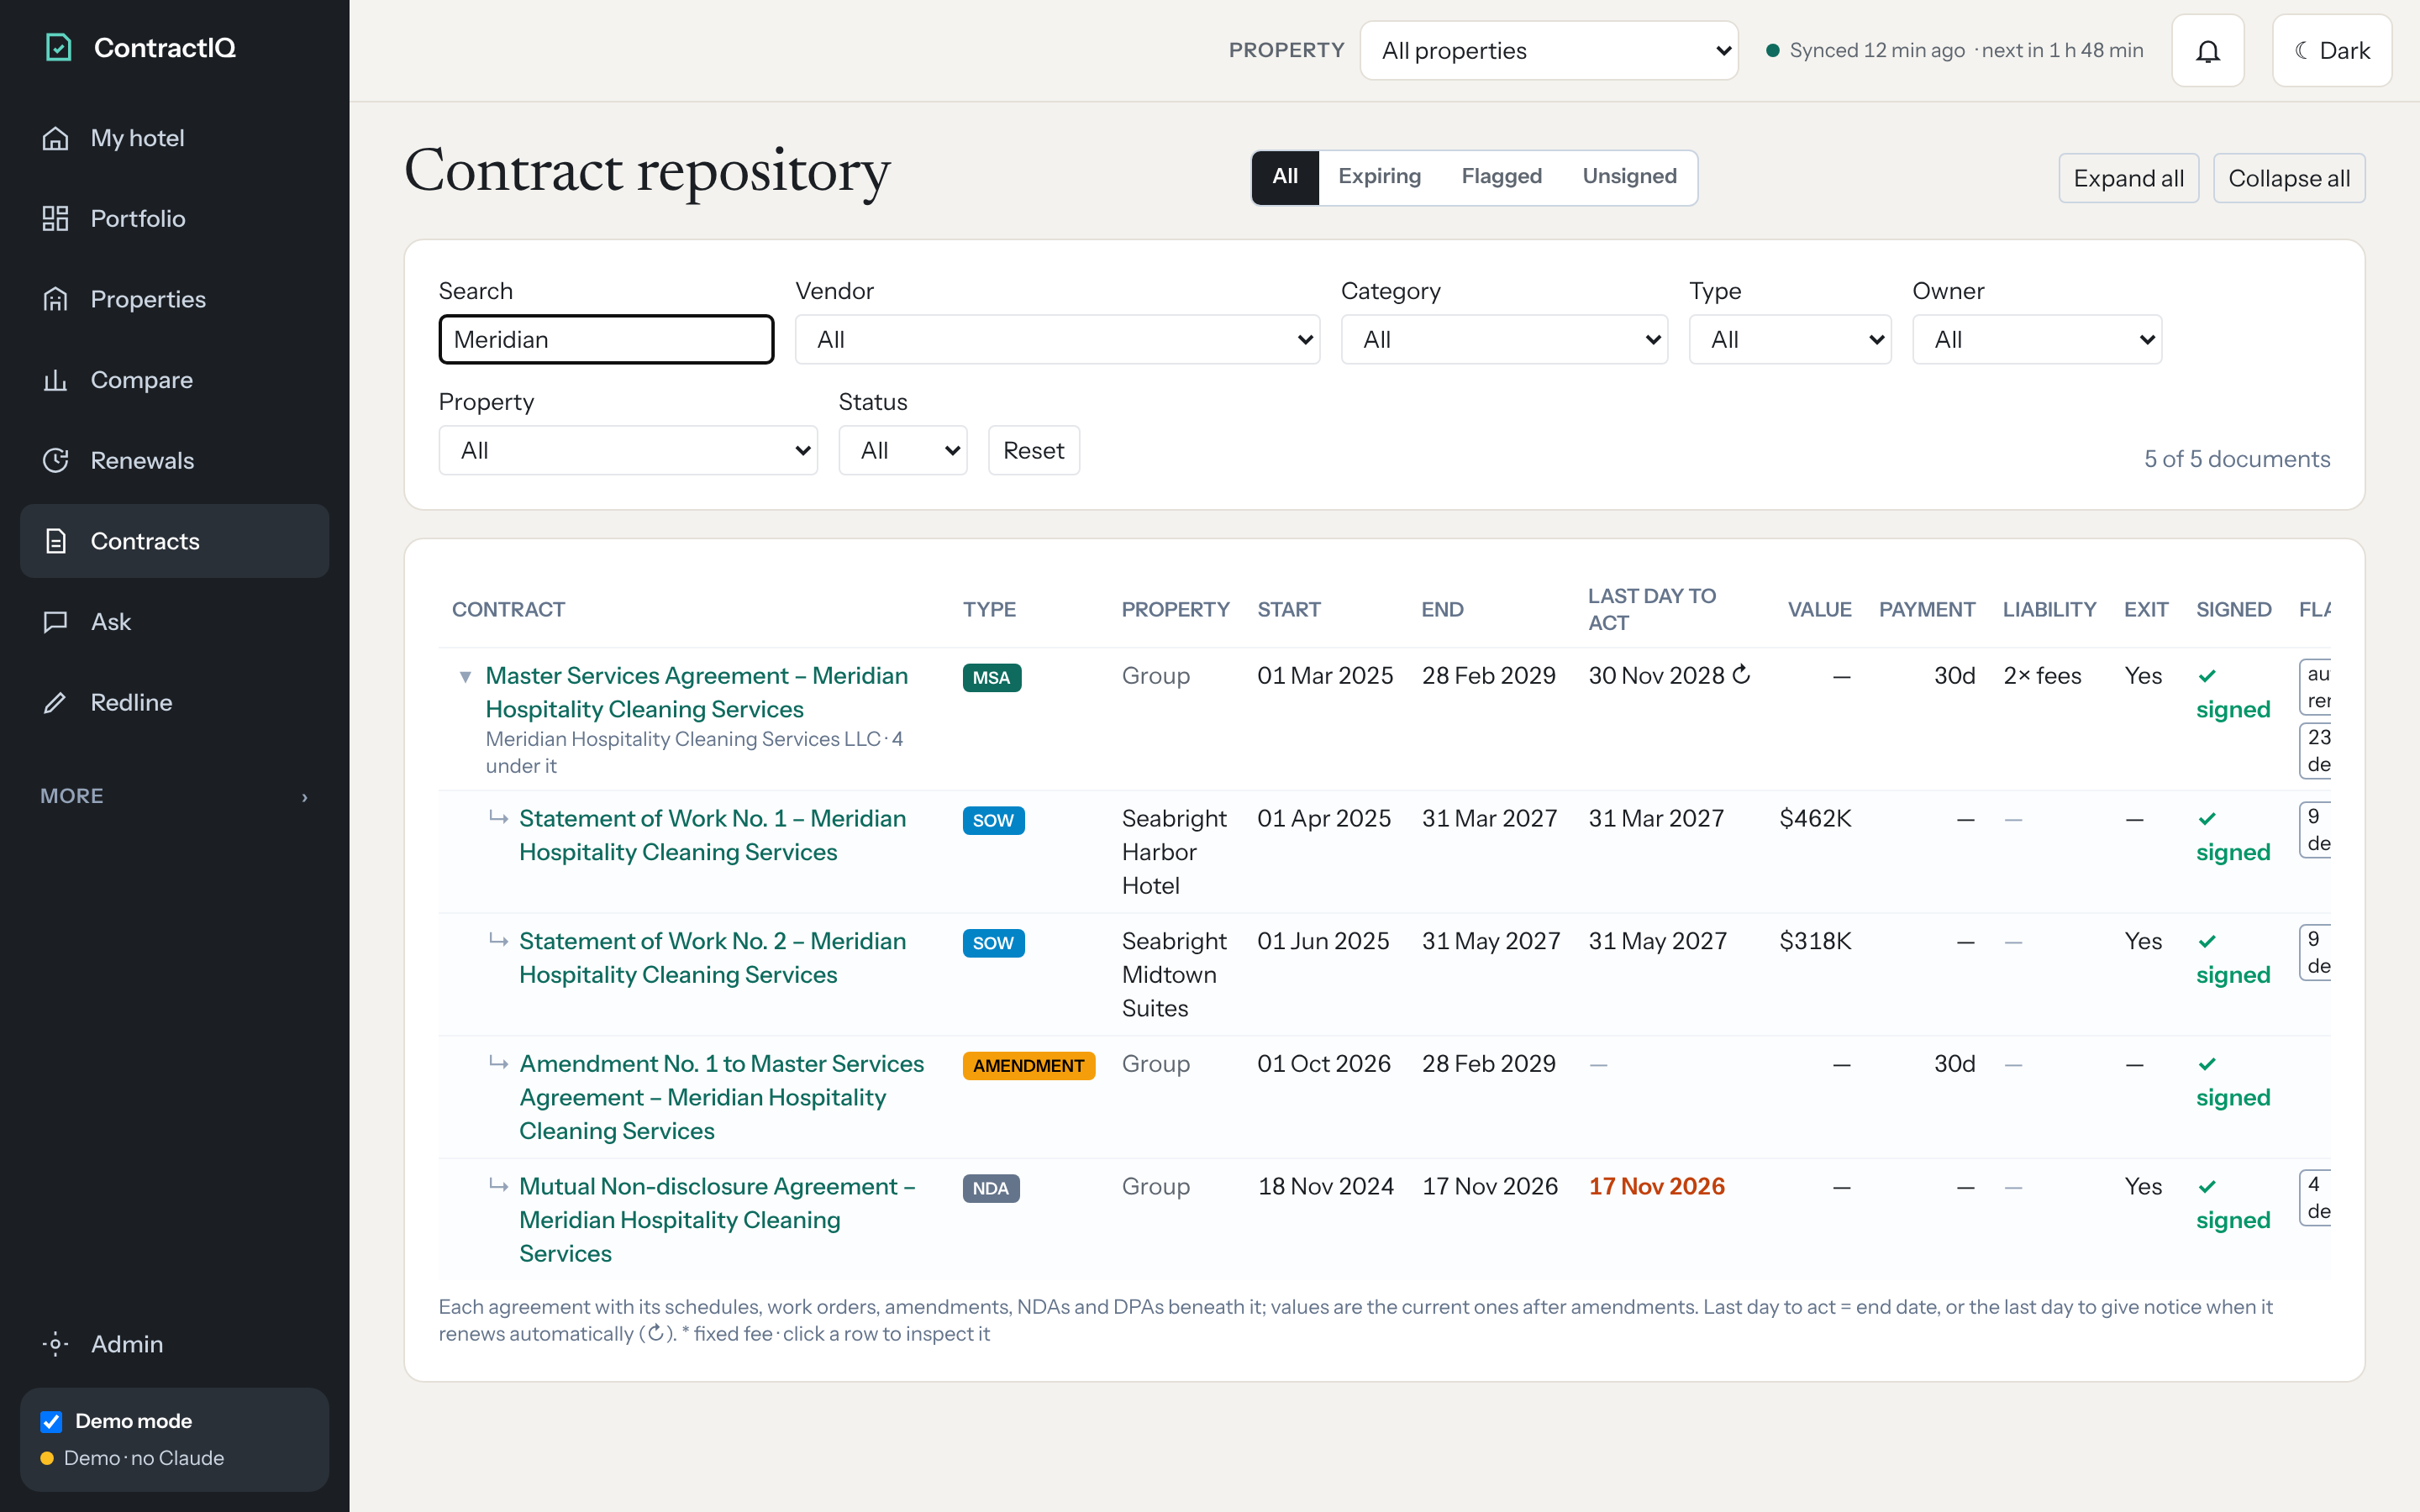 ContractIQ
My hotel
Portfolio
Properties
Compare
Renewals
Contracts
Ask
Redline
MORE ›
Admin
Demo mode
Demo · no Claude
PROPERTY All properties Synced 12 min ago · next in 1 h 48 min ☾ Dark
Contract repository All Expiring Flagged Unsigned Expand all Collapse all
Search Vendor Category Type Owner
Meridian All All All All
Property Status
All All Reset
5 of 5 documents
CONTRACT TYPE PROPERTY START END LAST DAY TO ACT VALUE PAYMENT LIABILITY EXIT SIGNED FLA
▼ Master Services Agreement – Meridian MSA Group 01 Mar 2025 28 Feb 2029 30 Nov 2028 ↻ — 30d 2× fees Yes ✓ au
Hospitality Cleaning Services signed rer
Meridian Hospitality Cleaning Services LLC · 4 23
under it de
↳ Statement of Work No. 1 – Meridian SOW Seabright 01 Apr 2025 31 Mar 2027 31 Mar 2027 $462K — — — ✓ 9
Hospitality Cleaning Services Harbor signed de
Hotel
↳ Statement of Work No. 2 – Meridian SOW Seabright 01 Jun 2025 31 May 2027 31 May 2027 $318K — — Yes ✓ 9
Hospitality Cleaning Services Midtown signed de
Suites
↳ Amendment No. 1 to Master Services AMENDMENT Group 01 Oct 2026 28 Feb 2029 — — 30d — — ✓
Agreement – Meridian Hospitality signed
Cleaning Services
↳ Mutual Non-disclosure Agreement – NDA Group 18 Nov 2024 17 Nov 2026 17 Nov 2026 — — — Yes ✓ 4
Meridian Hospitality Cleaning signed de
Services
Each agreement with its schedules, work orders, amendments, NDAs and DPAs beneath it; values are the current ones after amendments. Last day to act = end date, or the last day to give notice when it
renews automatically (↻). * fixed fee · click a row to inspect it